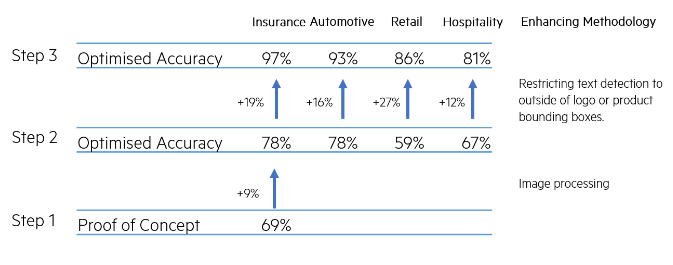 Insurance Automotive Retail Hospitality Enhancing Methodology
Step 3 Optimised Accuracy 97% 93% 86% 81%
+19% +16% +27% +12%
Restricting text detection to
outside of logo or product
bounding boxes.
Step 2 Optimised Accuracy 78% 78% 59% 67%
+9%
Image processing
Step 1 Proof of Concept 69%